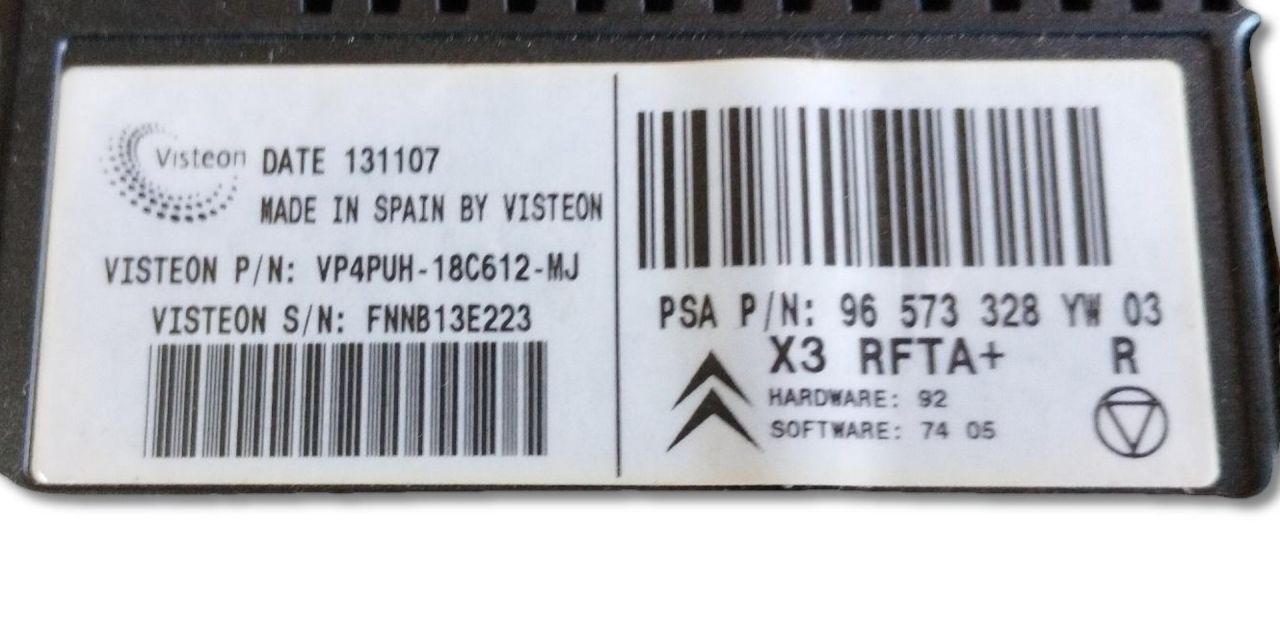 Visteon
DATE 131107
MADE IN SPAIN BY VISTEON
VISTEON P/N: VP4PUH-18C612-MJ
VISTEON S/N: FNNB13E223
PSA P/N: 96 573 328 YW 03
X3 RFTA+ R
HARDWARE: 92
SOFTWARE: 74 05